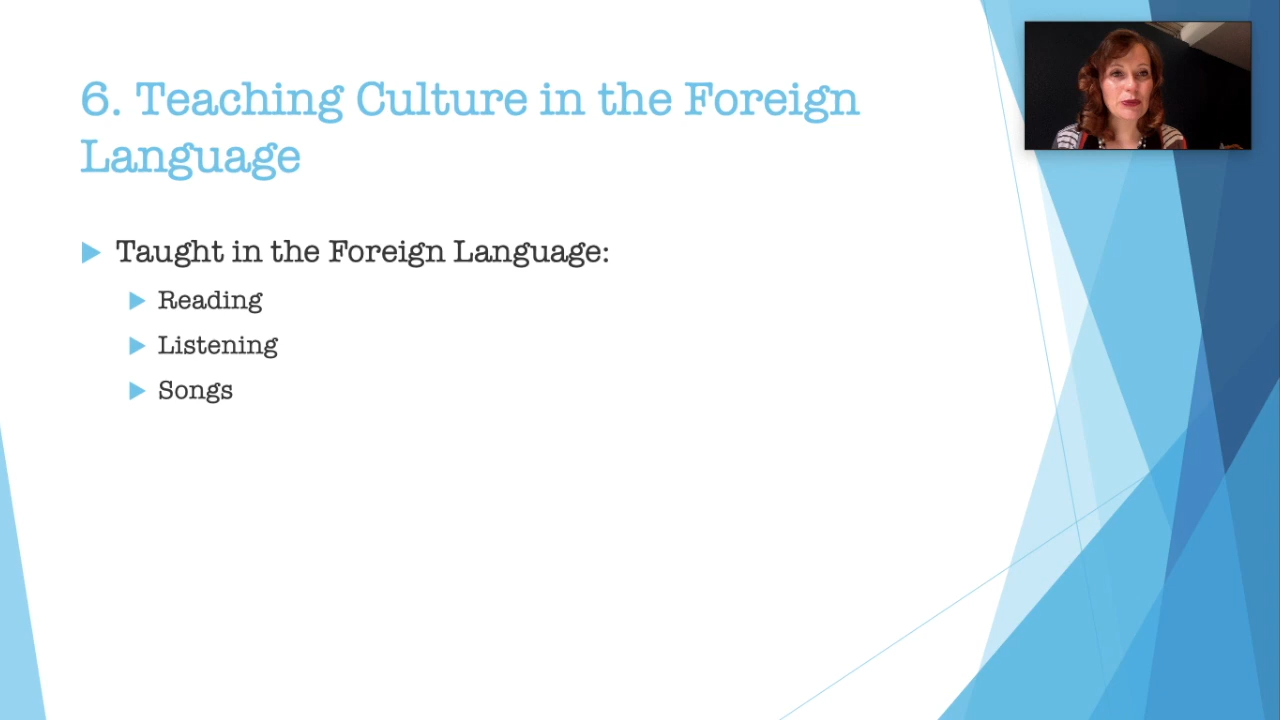 6. Teaching Culture in the Foreign
Language
Taught in the Foreign Language:
Reading
Listening
Songs